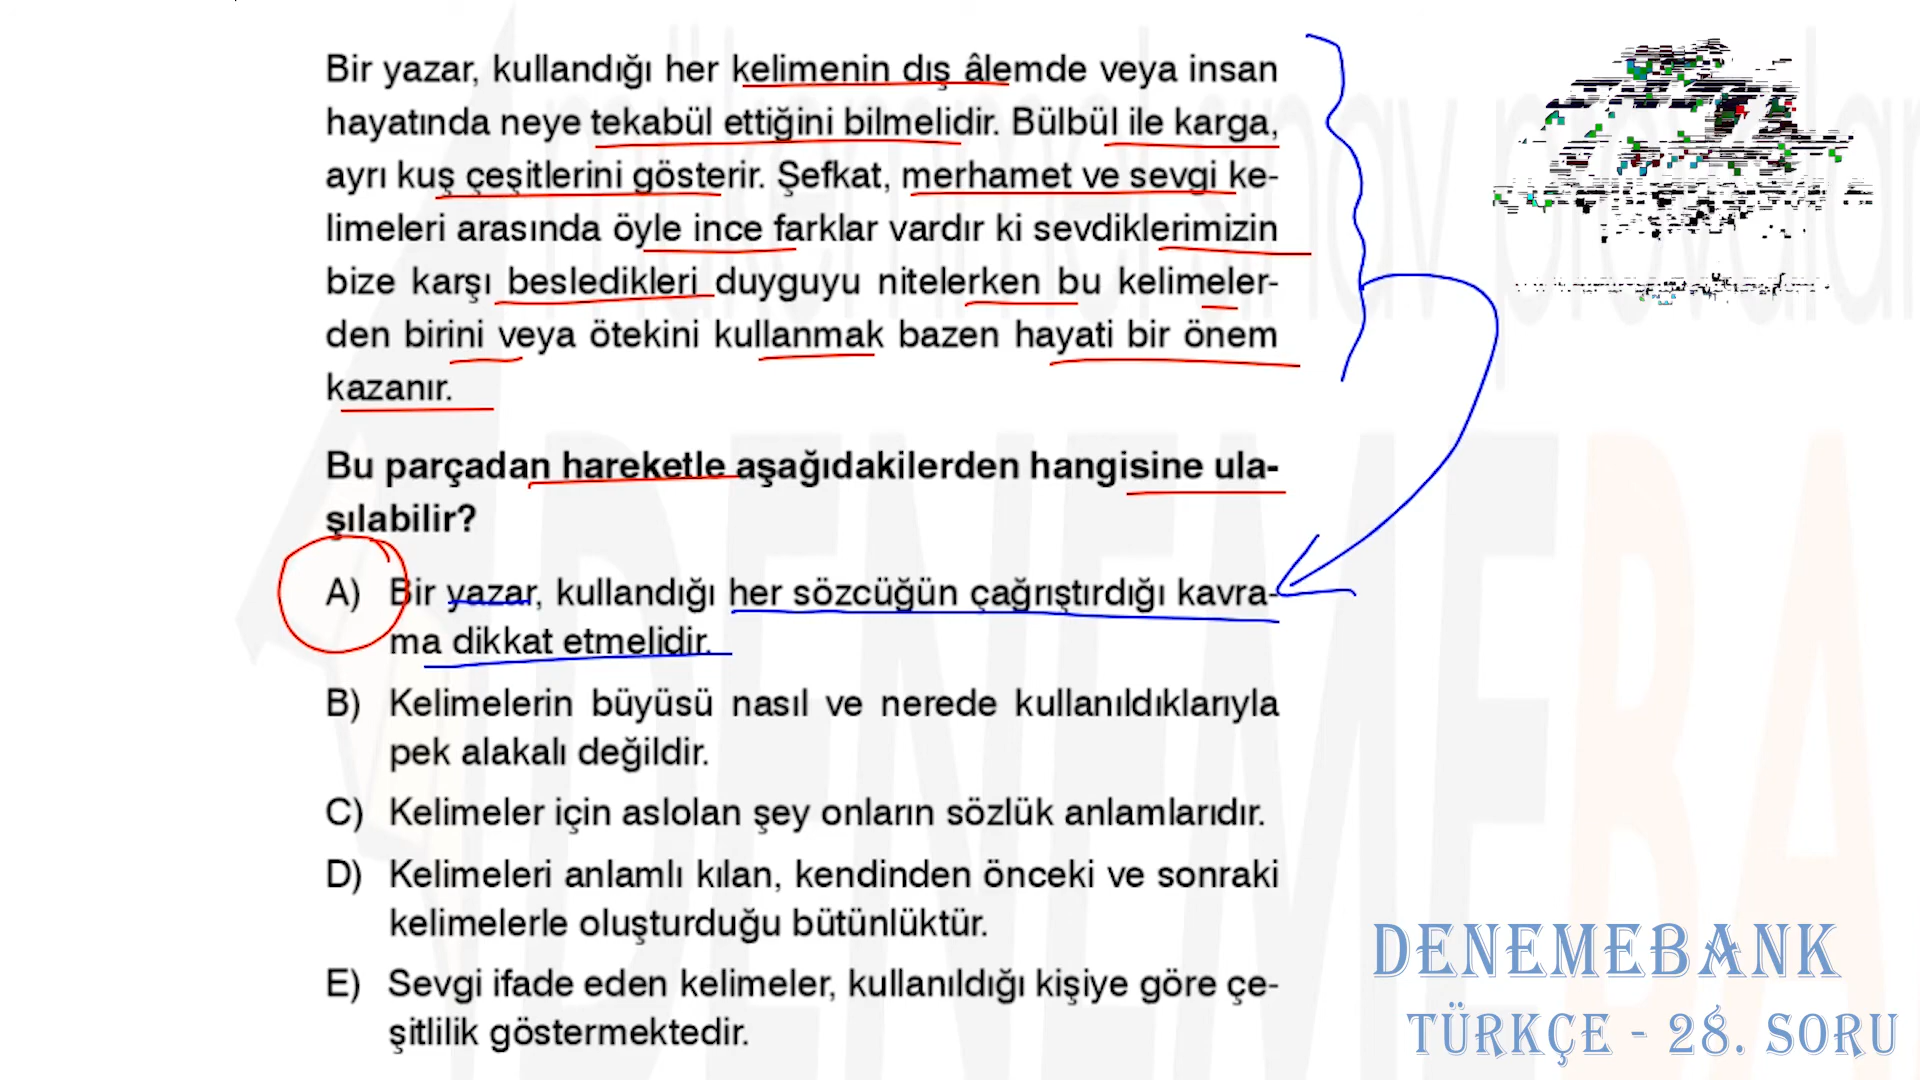 Bir yazar, kullandığı her kelimenin dış âlemde veya insan
hayatında neye tekabül ettiğini bilmelidir. Bülbül ile karga,
ayrı kuş çeşitlerini gösterir. Şefkat, merhamet ve sevgi ke-
limeleri arasında öyle ince farklar vardır ki sevdiklerimizin
bize karşı besledikleri duyguyu nitelerken bu kelimeler-
den birini veya ötekini kullanmak bazen hayati bir önem
kazanır.
Bu parçadan hareketle aşağıdakilerden hangisine ula-
şılabilir?
A) Bir yazar, kullandığı her sözcüğün çağrıştırdığı kavra-
ma dikkat etmelidir.
B) Kelimelerin büyüsü nasıl ve nerede kullanıldıklarıyla
pek alakalı değildir.
C) Kelimeler için aslolan şey onların sözlük anlamlarıdır.
D) Kelimeleri anlamlı kılan, kendinden önceki ve sonraki
kelimelerle oluşturduğu bütünlüktür.
E) Sevgi ifade eden kelimeler, kullanıldığı kişiye göre çe-
şitlilik göstermektedir.
DENEMEBANK
TÜRKÇE - 28. SORU